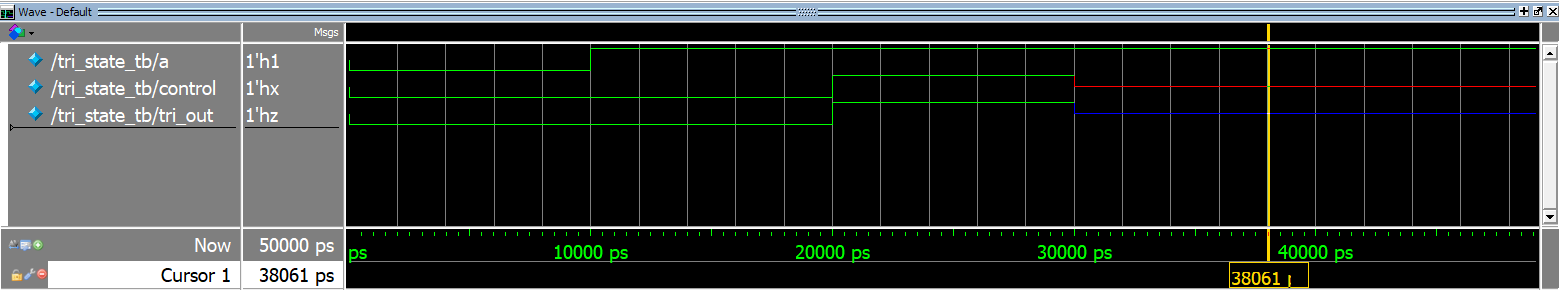 Wave - Default
Msgs
/tri_state_tb/a 1'h1
/tri_state_tb/control 1'hx
/tri_state_tb/tri_out 1'hz
Now 50000 ps ps 10000 ps 20000 ps 30000 ps 40000 ps
Cursor 1 38061 ps 38061 p